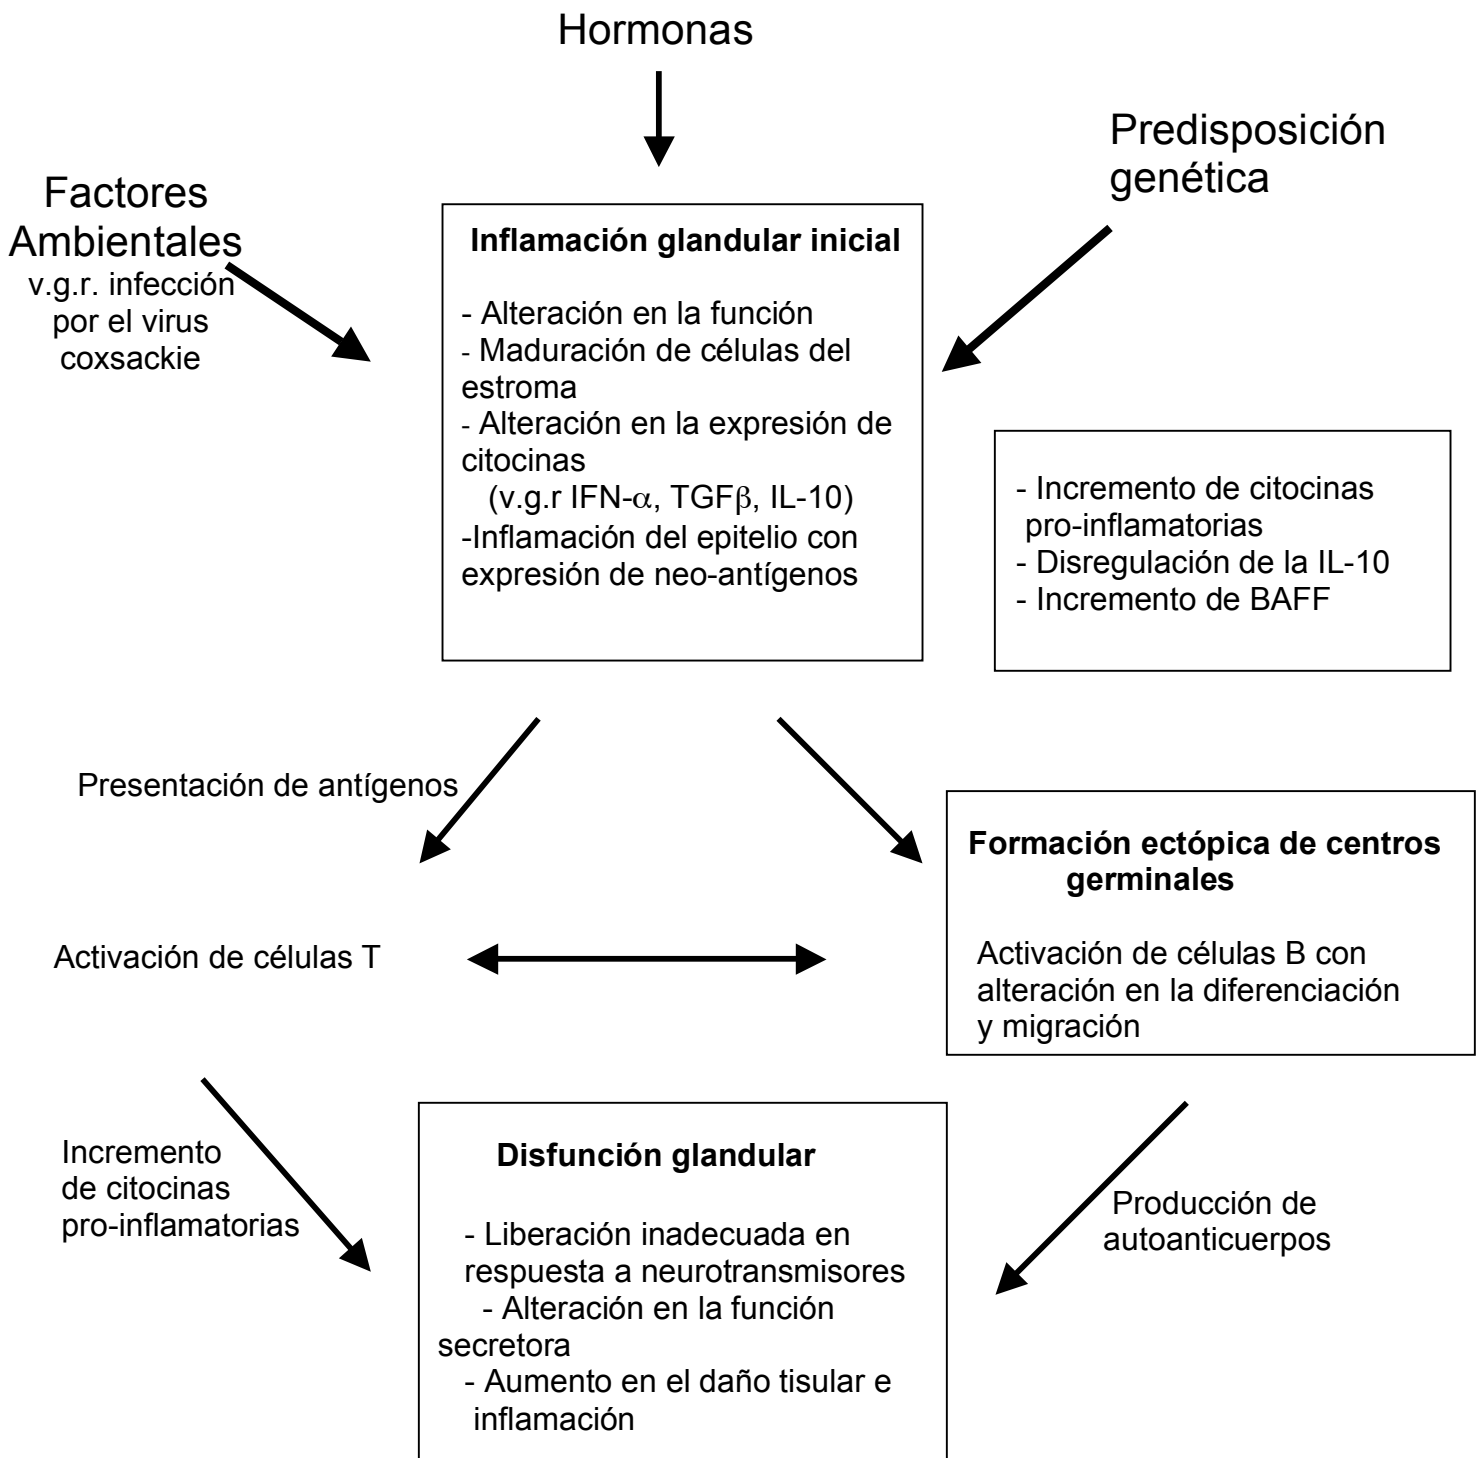 Hormonas
Predisposición
genética
Factores
Ambientales
v.g.r. infección
por el virus
coxsackie
Inflamación glandular inicial
- Alteración en la función
- Maduración de células del
estroma
- Alteración en la expresión de
citocinas
(v.g.r IFN-α, TGFβ, IL-10)
-Inflamación del epitelio con
expresión de neo-antígenos
- Incremento de citocinas
pro-inflamatorias
- Disregulación de la IL-10
- Incremento de BAFF
Presentación de antígenos
Formación ectópica de centros
germinales
Activación de células B con
alteración en la diferenciación
y migración
Activación de células T
Incremento
de citocinas
pro-inflamatorias
Disfunción glandular
- Liberación inadecuada en
respuesta a neurotransmisores
- Alteración en la función
secretora
- Aumento en el daño tisular e
inflamación
Producción de
autoanticuerpos